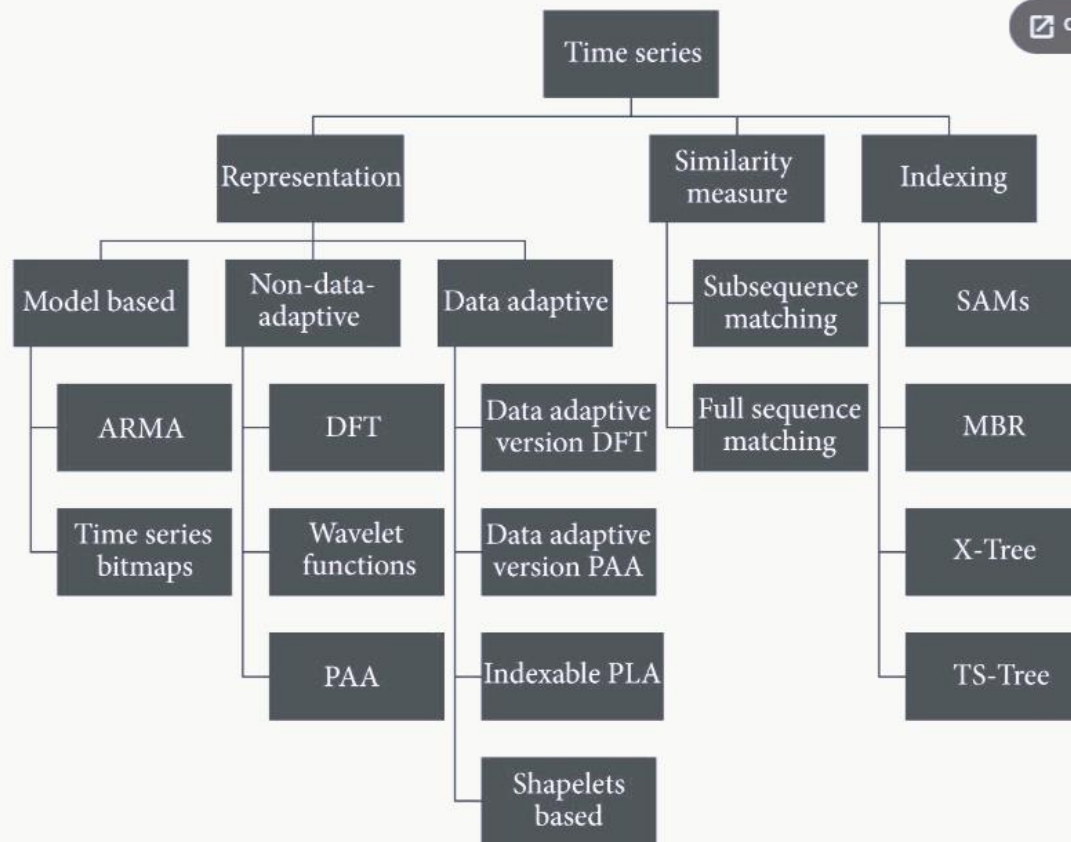 Time series
Representation
Similarity
measure
Indexing
Model based
Non-data-
adaptive
Data adaptive
Subsequence
matching
SAMs
ARMA
DFT
Data adaptive
version DFT
Full sequence
matching
MBR
Time series
bitmaps
Wavelet
functions
Data adaptive
version PAA
X-Tree
PAA
Indexable PLA
TS-Tree
Shapelets
based